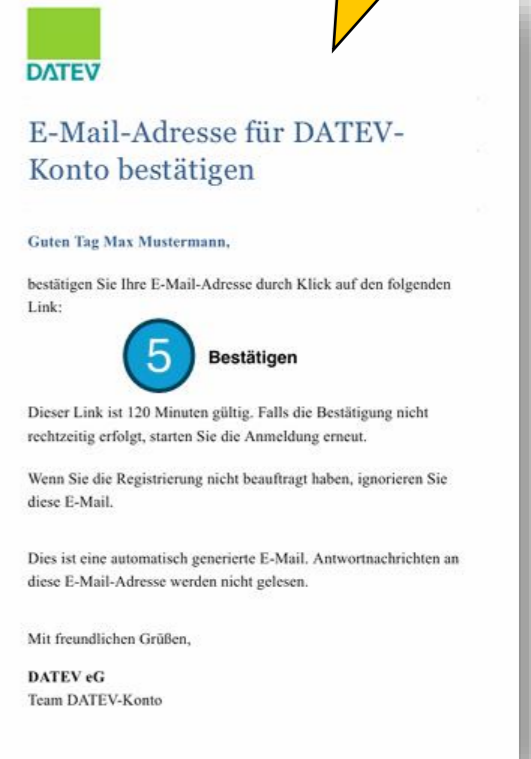 DATEV
E-Mail-Adresse für DATEV-
Konto bestätigen
Guten Tag Max Mustermann,
bestätigen Sie Ihre E-Mail-Adresse durch Klick auf den folgenden
Link:
5 Bestätigen
Dieser Link ist 120 Minuten gültig. Falls die Bestätigung nicht
rechtzeitig erfolgt, starten Sie die Anmeldung erneut.
Wenn Sie die Registrierung nicht beauftragt haben, ignorieren Sie
diese E-Mail.
Dies ist eine automatisch generierte E-Mail. Antwortnachrichten an
diese E-Mail-Adresse werden nicht gelesen.
Mit freundlichen Grüßen,
DATEV eG
Team DATEV-Konto